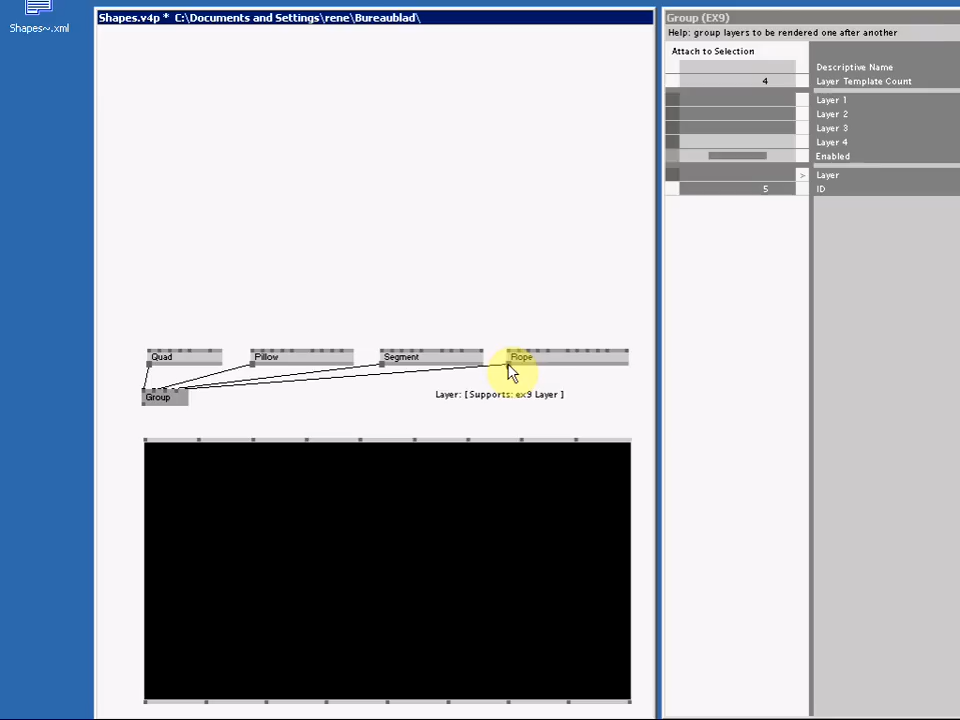 Shapes~.xml
Shapes.v4p * C:\Documents and Settings\rene\Bureaublad\
Quad
Pillow
Segment
Rope
Group
Layer: [ Supports: ex9 Layer ]
Group (EX9)
Help: group layers to be rendered one after another
Attach to Selection
Descriptive Name
4 Layer Template Count
Layer 1
Layer 2
Layer 3
Layer 4
Enabled
> Layer
5 ID